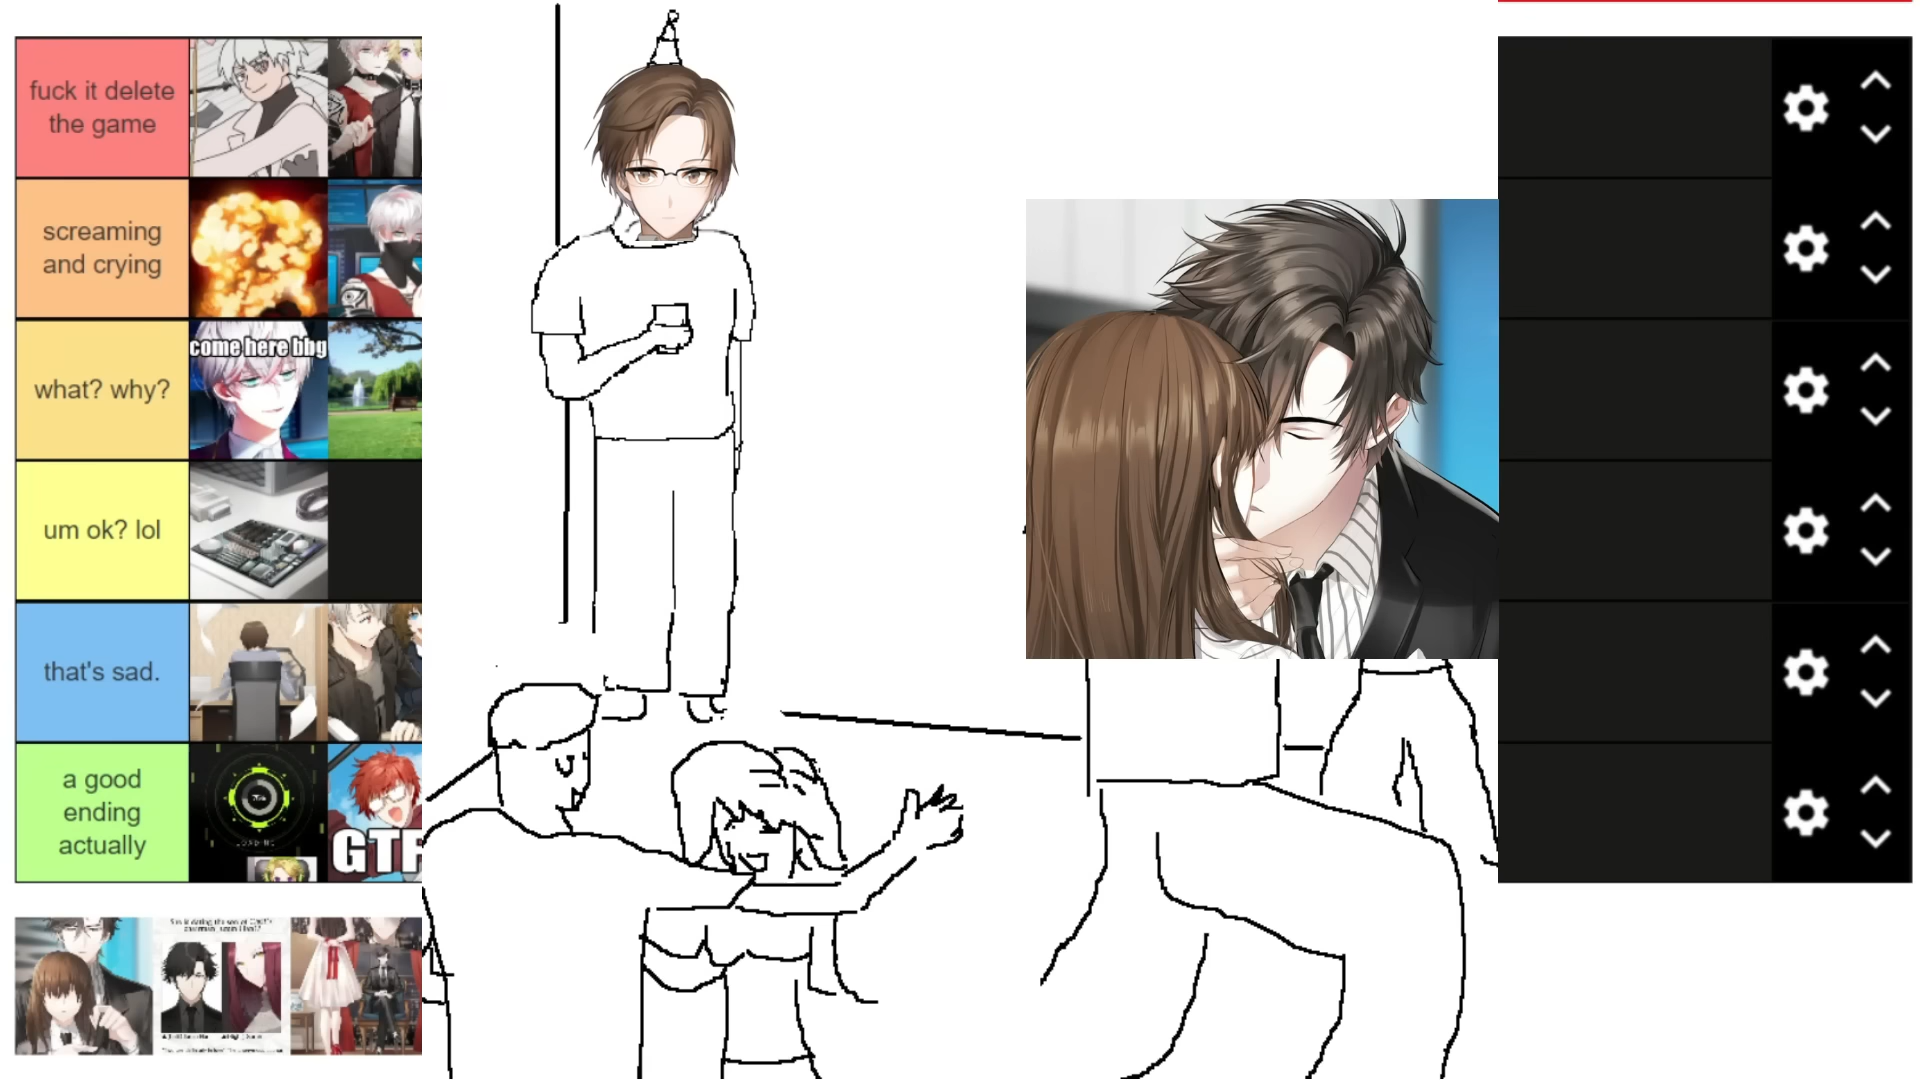 fuck it delete
the game
screaming
and crying
come here bbg
what? why?
um ok? lol
that's sad.
a good
ending
actually
LOADING
GTF